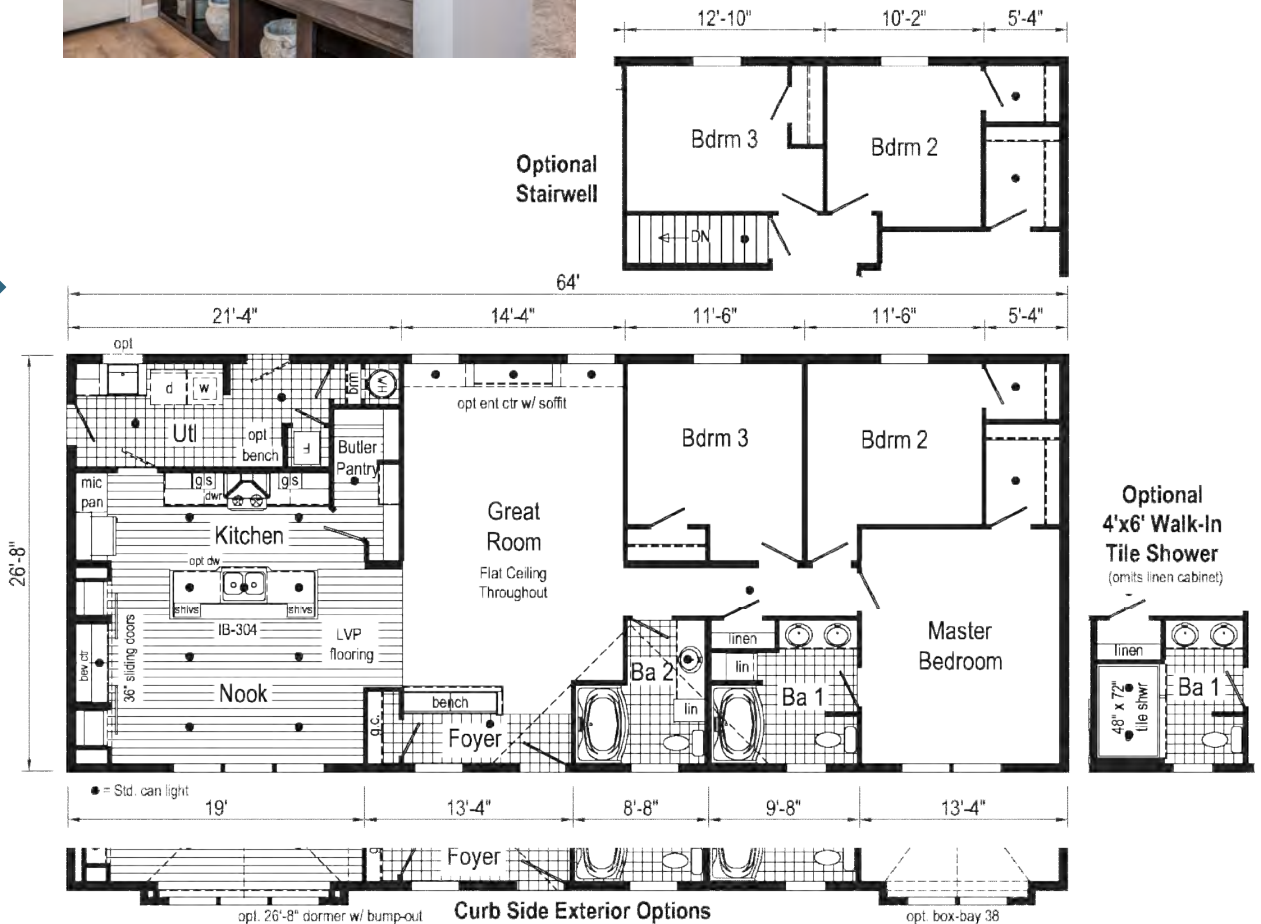 12'-10" 10'-2" 5'-4"
Bdrm 3
Bdrm 2
Optional
Stairwell
DN
64'
21'-4" 14'-4" 11'-6" 11'-6" 5'-4"
opt
26'-8"
d w
brm
WH
opt ent ctr w/ soffit
Utl
opt
bench
F
Butler
Pantry
Bdrm 3
Bdrm 2
mic
pan
g s
dwr
g s
Kitchen
opt dw
Great
Room
Flat Ceiling
Throughout
shlvs
shlvs
IB-304
LVP
flooring
bev ctr
36" sliding doors
Nook
g.c.
bench
Foyer
Ba 2
lin
linen
lin
Ba 1
Master
Bedroom
Optional
4'x6' Walk-In
Tile Shower
(omits linen cabinet)
linen
48" x 72"
tile shwr
Ba 1
● = Std. can light
19' 13'-4" 8'-8" 9'-8" 13'-4"
Foyer
opt. 26'-8" dormer w/ bump-out
Curb Side Exterior Options
opt. box-bay 38